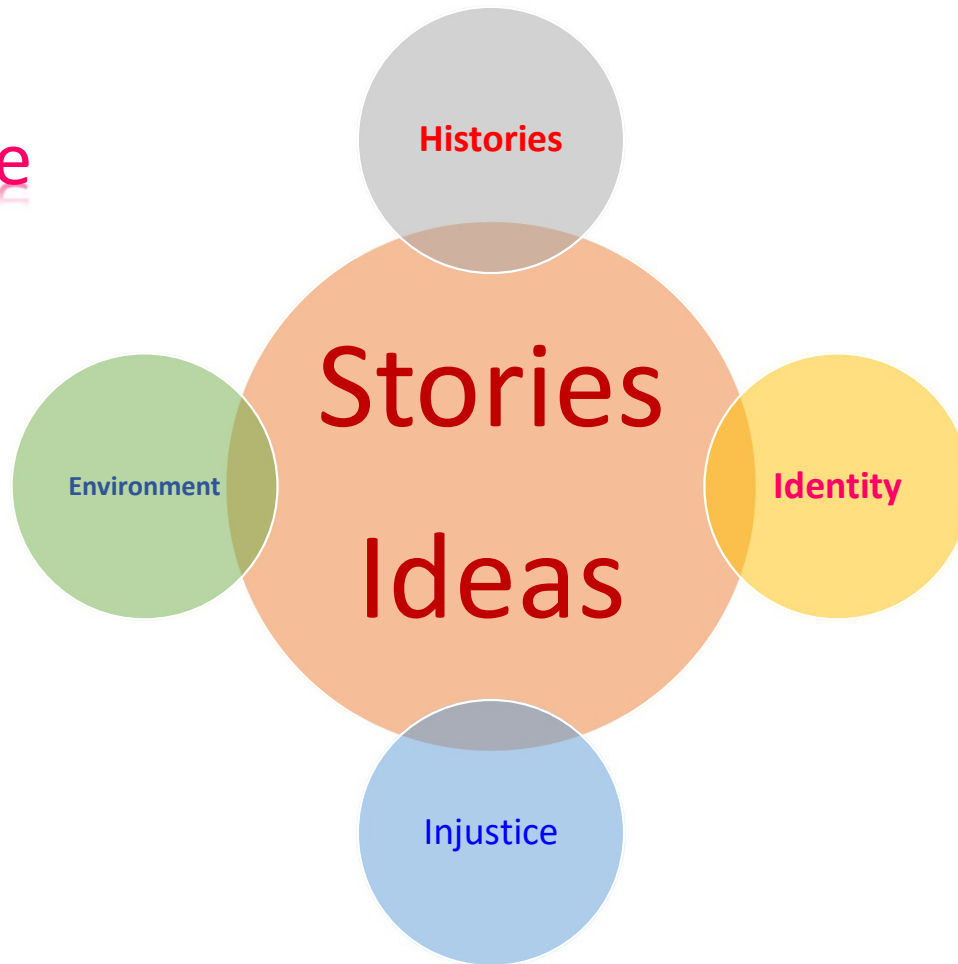 Histories
e
Stories
Environment
Identity
Ideas
Injustice